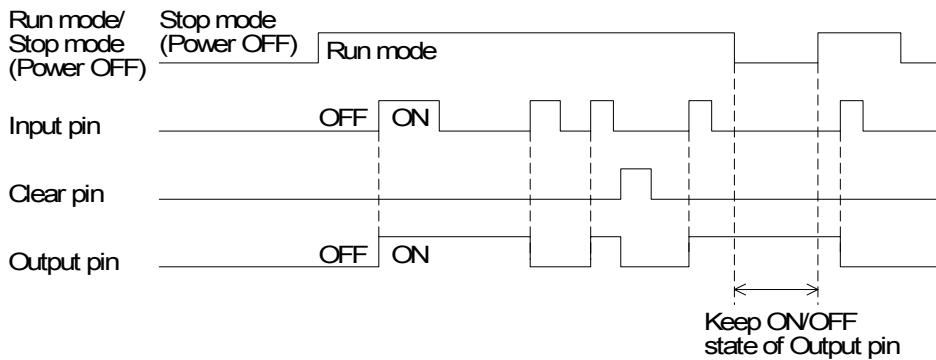 Run mode/
Stop mode
(Power OFF)
Stop mode
(Power OFF)
Run mode
Input pin
OFF
ON
Clear pin
Output pin
OFF
ON
Keep ON/OFF
state of Output pin